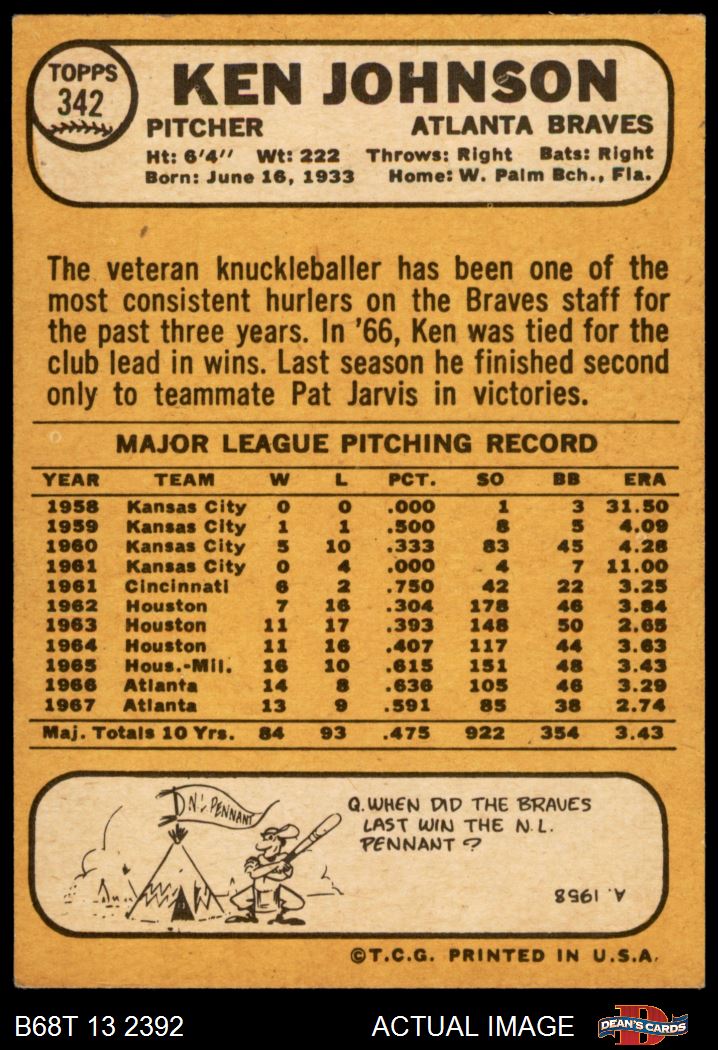 TOPPS
342
KEN JOHNSON
PITCHER ATLANTA BRAVES
Ht: 6'4" Wt: 222 Throws: Right Bats: Right
Born: June 16, 1933 Home: W. Palm Bch., Fla.
The veteran knuckleballer has been one of the
most consistent hurlers on the Braves staff for
the past three years. In '66, Ken was tied for the
club lead in wins. Last season he finished second
only to teammate Pat Jarvis in victories.
MAJOR LEAGUE PITCHING RECORD
YEAR TEAM W L PCT. SO BB ERA
1958 Kansas City 0 0 .000 1 3 31.50
1959 Kansas City 1 1 .500 8 5 4.09
1960 Kansas City 5 10 .333 83 45 4.28
1961 Kansas City 0 4 .000 4 7 11.00
1961 Cincinnati 6 2 .750 42 22 3.25
1962 Houston 7 16 .304 178 46 3.84
1963 Houston 11 17 .393 148 50 2.65
1964 Houston 11 16 .407 117 44 3.63
1965 Hous.-Mil. 16 10 .615 151 48 3.43
1966 Atlanta 14 8 .636 105 46 3.29
1967 Atlanta 13 9 .591 85 38 2.74
Maj. Totals 10 Yrs. 84 93 .475 922 354 3.43
N.L. PENNANT
Q. WHEN DID THE BRAVES
LAST WIN THE N.L.
PENNANT?
A. 1958
©T.C.G. PRINTED IN U.S.A.
B68T 13 2392 ACTUAL IMAGE
D
DEAN'S CARDS